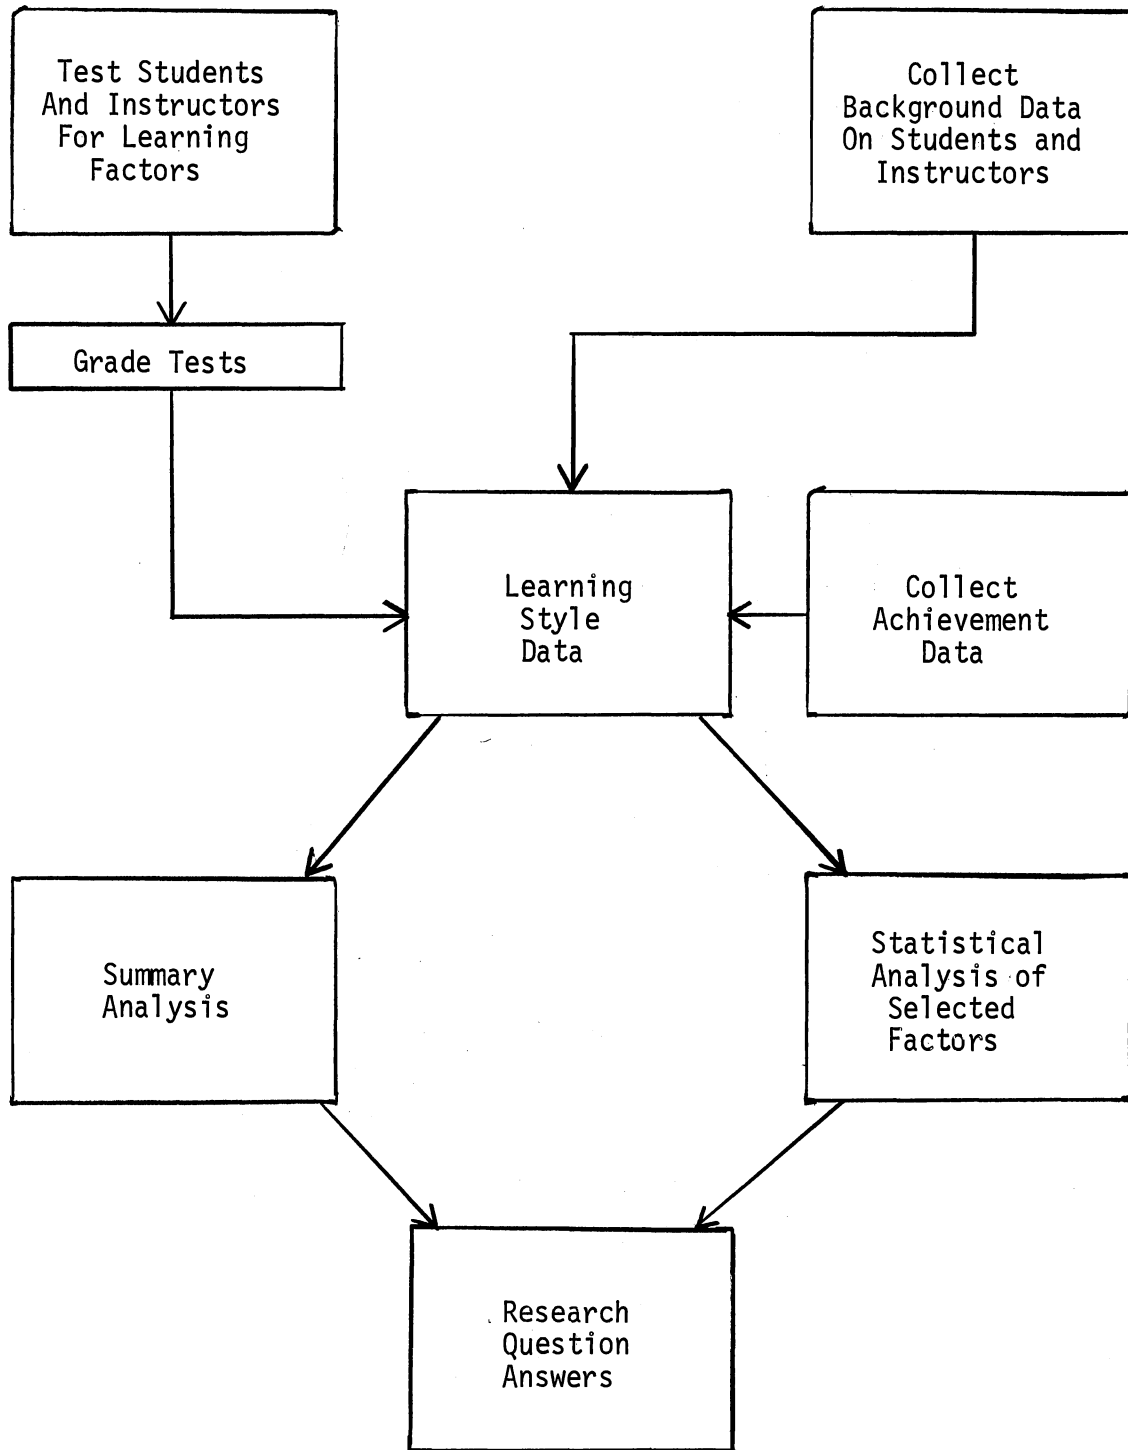 Test Students
And Instructors
For Learning
Factors
Collect
Background Data
On Students and
Instructors
Grade Tests
Learning
Style
Data
Collect
Achievement
Data
Summary
Analysis
Statistical
Analysis of
Selected
Factors
Research
Question
Answers